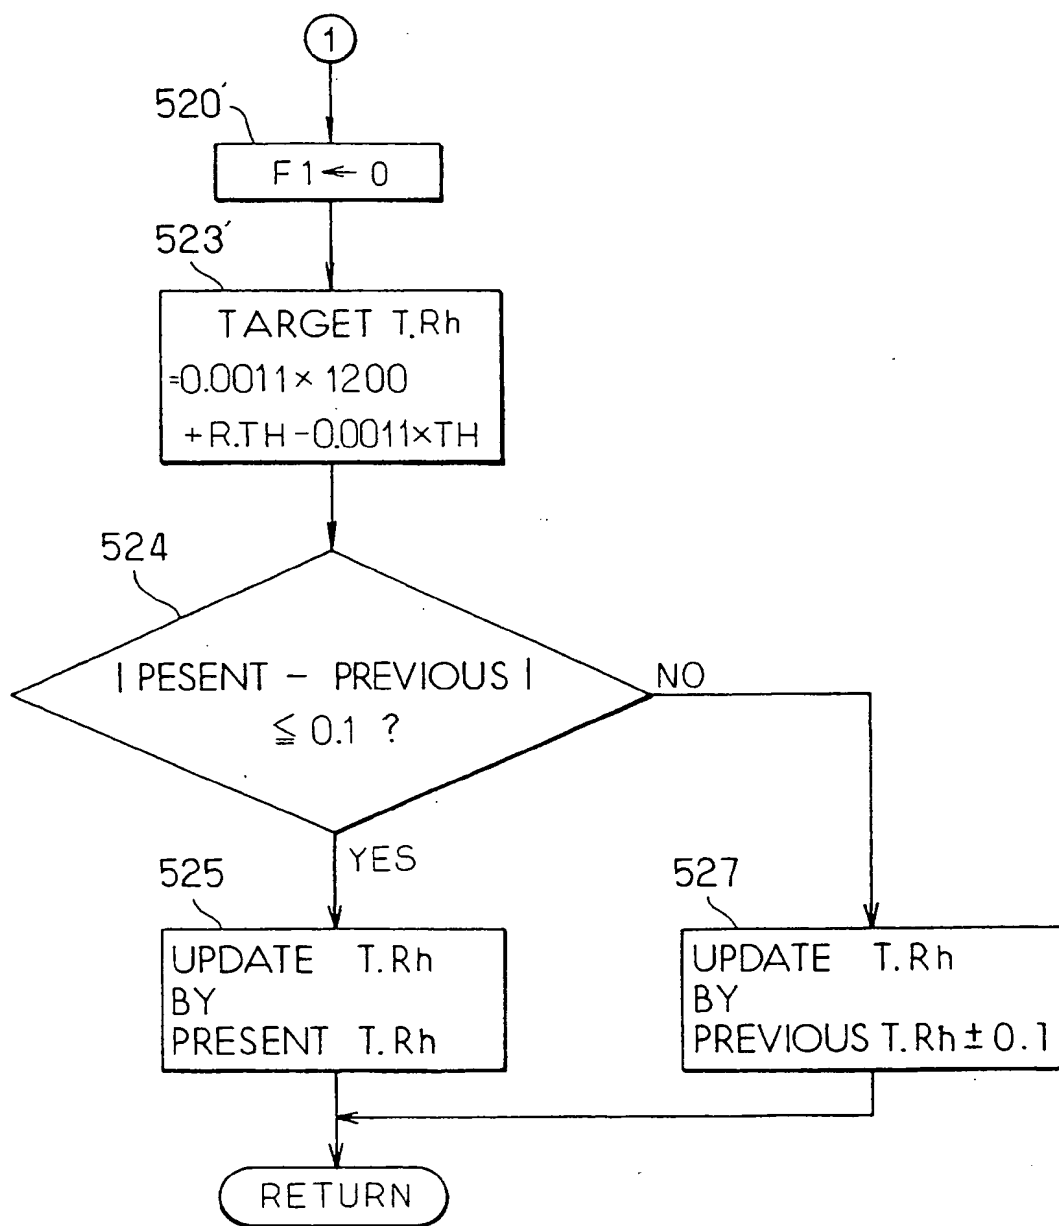 1
520'
F1 ← 0
523'
TARGET T.Rh
=0.0011 × 1200
+R.TH-0.0011×TH
524
| PESENT - PREVIOUS |
≦ 0.1 ?
NO
YES
525
UPDATE T.Rh
BY
PRESENT T.Rh
527
UPDATE T.Rh
BY
PREVIOUS T.Rh ± 0.1
RETURN